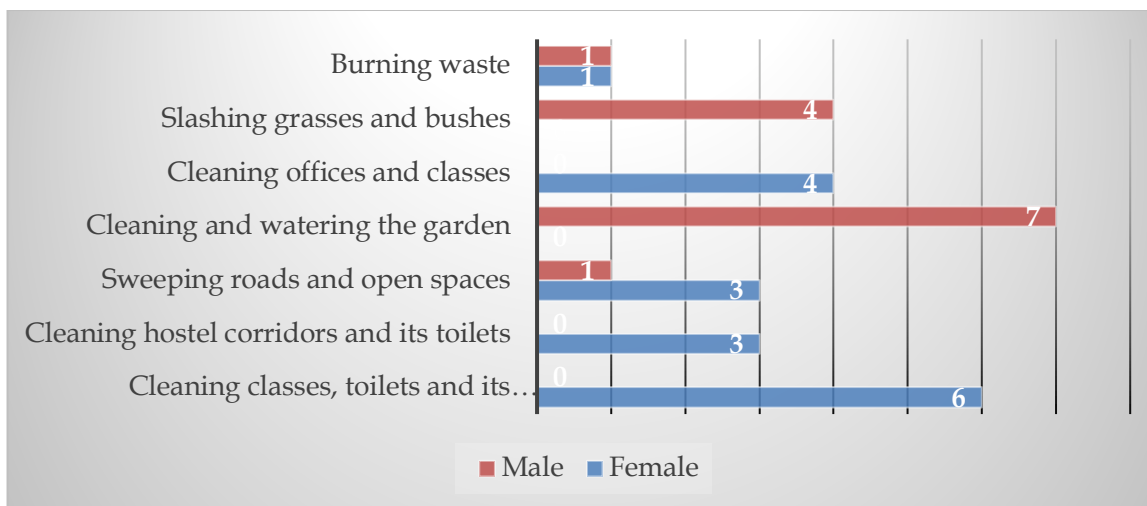 Burning waste
1
1
Slashing grasses and bushes
4
Cleaning offices and classes
0
4
Cleaning and watering the garden
7
0
Sweeping roads and open spaces
1
3
Cleaning hostel corridors and its toilets
0
3
Cleaning classes, toilets and its…
0
6
Male
Female